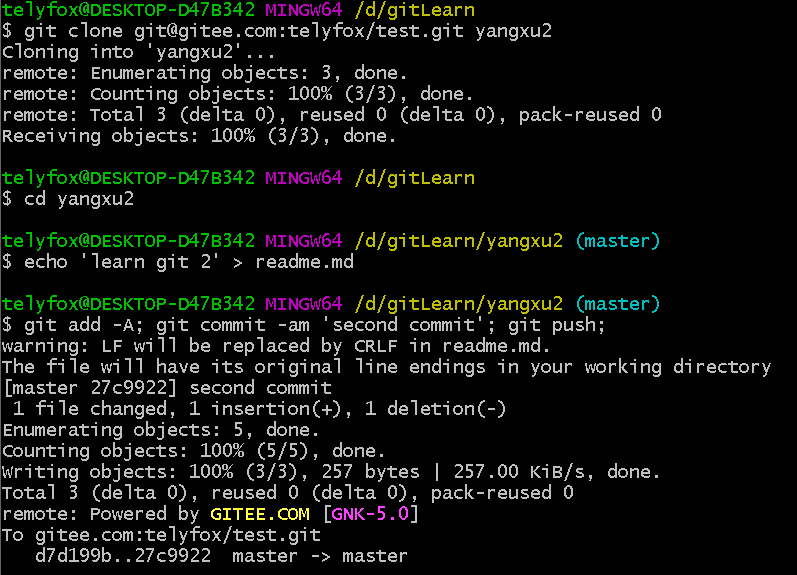 telyfox@DESKTOP-D47B342 MINGW64 /d/gitLearn
$ git clone git@gitee.com:telyfox/test.git yangxu2
Cloning into 'yangxu2'...
remote: Enumerating objects: 3, done.
remote: Counting objects: 100% (3/3), done.
remote: Total 3 (delta 0), reused 0 (delta 0), pack-reused 0
Receiving objects: 100% (3/3), done.
telyfox@DESKTOP-D47B342 MINGW64 /d/gitLearn
$ cd yangxu2
telyfox@DESKTOP-D47B342 MINGW64 /d/gitLearn/yangxu2 (master)
$ echo 'learn git 2' > readme.md
telyfox@DESKTOP-D47B342 MINGW64 /d/gitLearn/yangxu2 (master)
$ git add -A; git commit -am 'second commit'; git push;
warning: LF will be replaced by CRLF in readme.md.
The file will have its original line endings in your working directory
[master 27c9922] second commit
 1 file changed, 1 insertion(+), 1 deletion(-)
Enumerating objects: 5, done.
Counting objects: 100% (5/5), done.
Writing objects: 100% (3/3), 257 bytes | 257.00 KiB/s, done.
Total 3 (delta 0), reused 0 (delta 0), pack-reused 0
remote: Powered by GITEE.COM [GNK-5.0]
To gitee.com:telyfox/test.git
   d7d199b..27c9922  master -> master